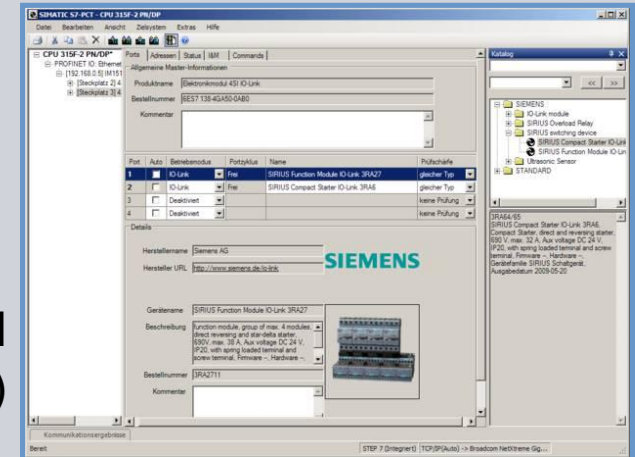 SIMATIC S7-PCT - CPU 315F-2 PN/DP
Datei Bearbeiten Ansicht Zielsystem Extras Hilfe
CPU 315F-2 PN/DP*
PROFINET IO: Ethernet
[192.168.0.5] IM151
[Steckplatz 2] 4
[Steckplatz 3] 4
Ports Adressen Status I&M Commands
Allgemeine Master-Informationen
Produktname Elektronikmodul 4SI IO-Link
Bestellnummer 6ES7 138-4GA50-0AB0
Kommentar
Port Auto Betriebsmodus Portzyklus Name Prüfschärfe
1 IO-Link Frei SIRIUS Function Module IO-Link 3RA27 gleicher Typ
2 IO-Link Frei SIRIUS Compact Starter IO-Link 3RA6 gleicher Typ
3 Deaktiviert keine Prüfung
4 Deaktiviert keine Prüfung
Details
Herstellername Siemens AG
Hersteller URL http://www.siemens.de/io-link
SIEMENS
Gerätename SIRIUS Function Module IO-Link 3RA27
Beschreibung function module, group of max. 4 modules,
direct reversing and star-delta starter,
690V, max. 38 A, Aux voltage DC 24 V,
IP20, with spring loaded terminal and
screw terminal, Firmware --, Hardware --,
Bestellnummer 3RA2711
Kommentar
Katalog
<< >>
SIEMENS
IO-Link module
SIRIUS Overload Relay
SIRIUS switching device
SIRIUS Compact Starter IO-Link
SIRIUS Function Module IO-Lin
Ultrasonic Sensor
STANDARD
3RA64/65
SIRIUS Compact Starter IO-Link 3RA6,
Compact Starter, direct and reversing starter,
690 V, max. 32 A, Aux voltage DC 24 V,
IP20, with spring loaded terminal and screw
terminal, Firmware --, Hardware --,
Gerätefamilie SIRIUS Schaltgerät,
Ausgabedatum 2009-05-20
Kommunikationsergebnisse
Bereit STEP 7 (Integriert) TCP/IP(Auto) -> Broadcom NetXtreme Gig...